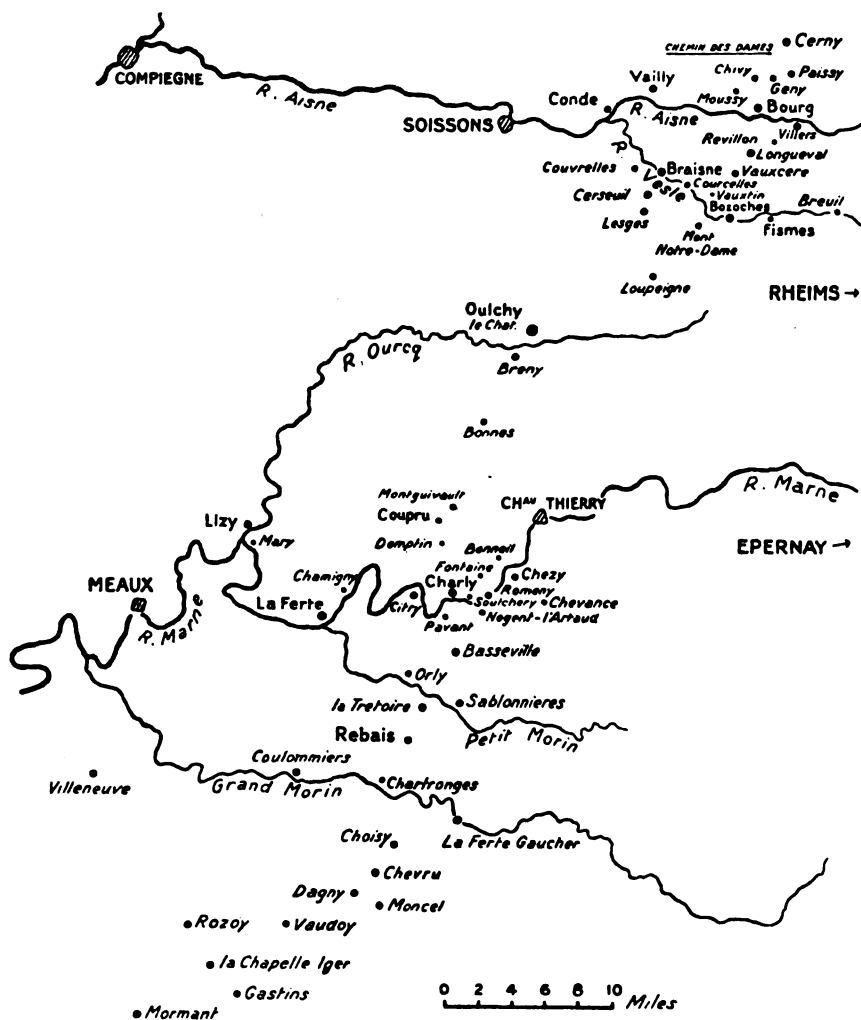 CHEMIN DES DAMES
Cerny
COMPIEGNE
Chivy
Paissy
Geny
Vailly
Moussy
Bourg
Conde
R. Aisne
R. Aisne
SOISSONS
Villers
Revillon
Longueval
R. Vesle
Couvrelles
Braisne
Vauxcere
Courcelles
Cerseuil
Vauxtin
Bazoches
Breuil
Lesges
Fismes
Mont
Notre-Dame
Loupeigne
RHEIMS →
Oulchy
le Chat.
R. Ourcq
Breny
Bonnes
R. Marne
Montguivault
CHAU THIERRY
Coupru
Lizy
Mary
Domptin
Bonneil
EPERNAY →
Fontaine
Chezy
MEAUX
Chamigny
Charly
Romeny
La Ferte
Citry
Soutchery
Chevance
R. Marne
Pavant
Nogent-l'Artaud
Basseville
Orly
la Tretoire
Sablonnieres
Rebais
Petit Morin
Coulommiers
Villeneuve
Grand Morin
Chartronges
Choisy
La Ferte Gaucher
Chevru
Dagny
Moncel
Rozoy
Vaudoy
la Chapelle Iger
Gastins
Mormant
0 2 4 6 10
Miles